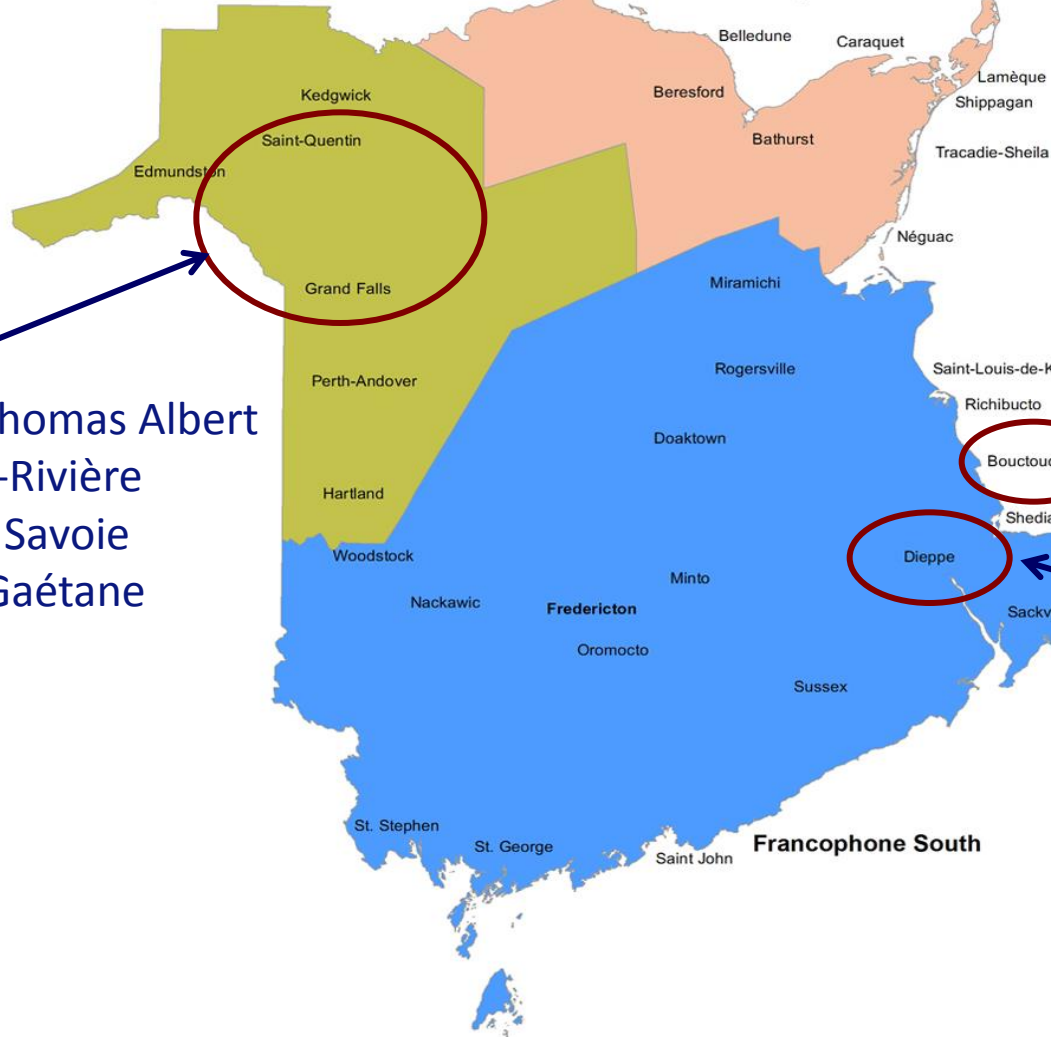 Belledune
Caraquet
Lamèque
Kedgwick
Beresford
Shippagan
Saint-Quentin
Bathurst
Tracadie-Sheila
Edmundston
Néguac
Grand Falls
Miramichi
Perth-Andover
Rogersville
Richibucto
homas Albert
Doaktown
-Rivière
Hartland
Savoie
Woodstock
Dieppe
Gaétane
Nackawic
Fredericton
Minto
Oromocto
Sussex
St. Stephen
St. George
Saint John
Francophone South